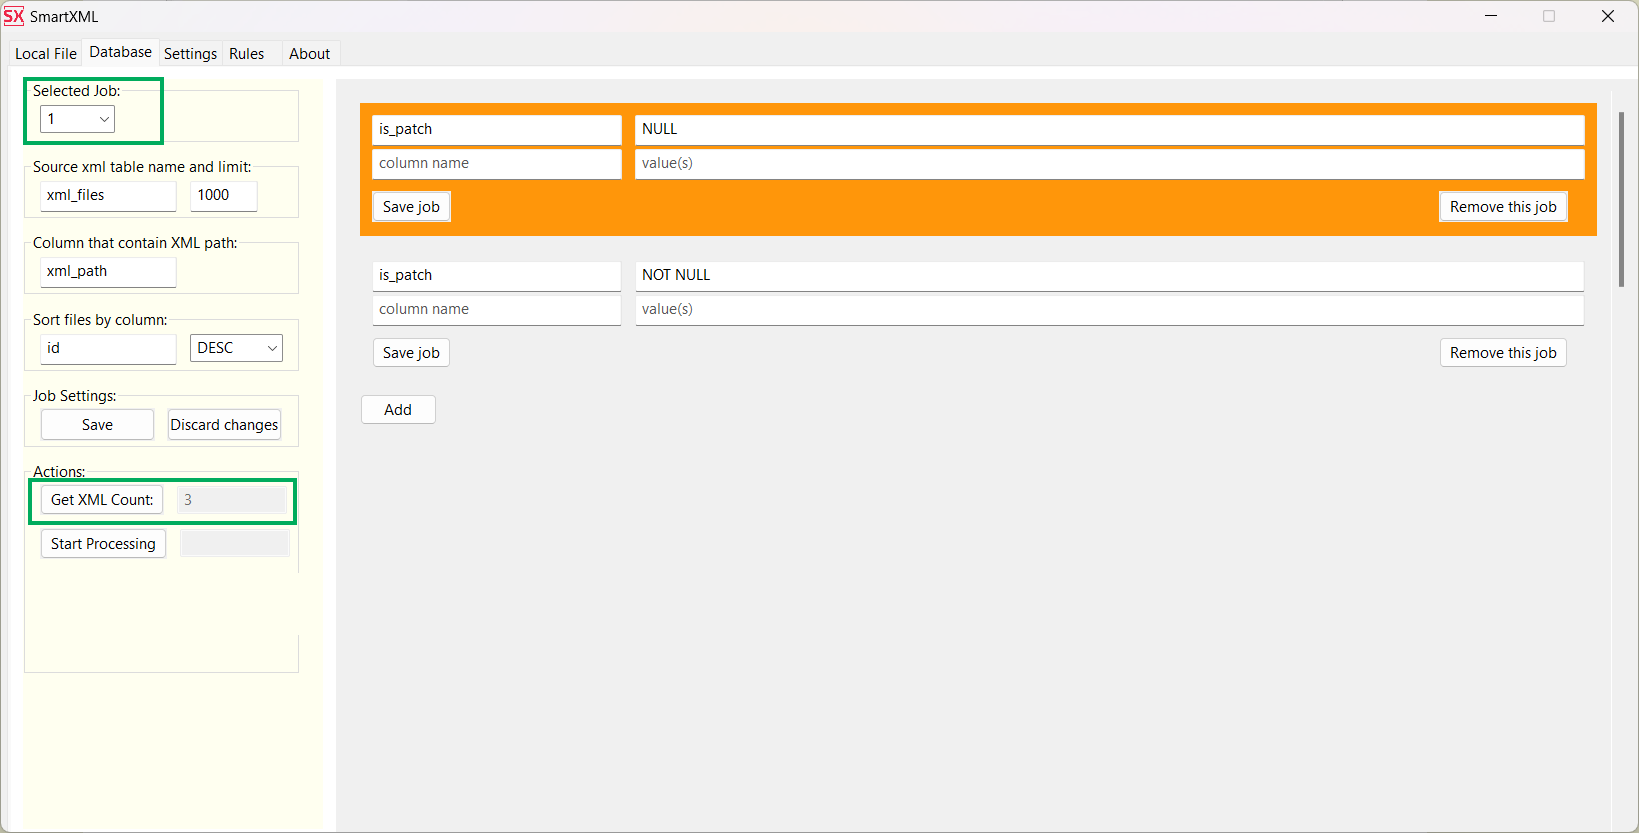 SX SmartXML
Local File Database Settings Rules About
Selected Job:
1
Source xml table name and limit:
xml_files 1000
Column that contain XML path:
xml_path
Sort files by column:
id DESC
Job Settings:
Save Discard changes
Actions:
Get XML Count: 3
Start Processing
is_patch NULL
column name value(s)
Save job Remove this job
is_patch NOT NULL
column name value(s)
Save job Remove this job
Add